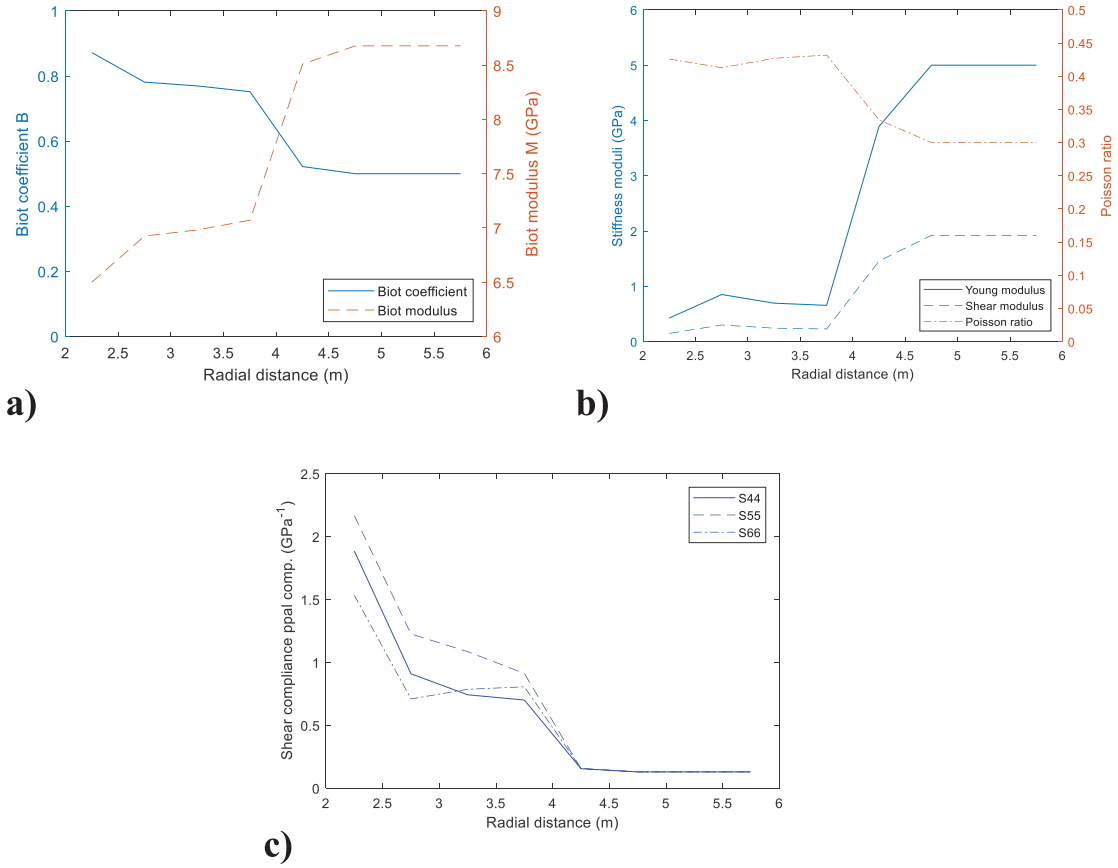 1
0.8
0.6
0.4
0.2
0
Biot coefficient B
9
8.5
8
7.5
7
6.5
6
Biot modulus M (GPa)
Biot coefficient
Biot modulus
2 2.5 3 3.5 4 4.5 5 5.5 6
Radial distance (m)
a)
6
5
4
3
2
1
0
Stiffness moduli (GPa)
0.5
0.45
0.4
0.35
0.3
0.25
0.2
0.15
0.1
0.05
0
Poisson ratio
Young modulus
Shear modulus
Poisson ratio
2 2.5 3 3.5 4 4.5 5 5.5 6
Radial distance (m)
b)
2.5
2
1.5
1
0.5
0
Shear compliance ppal comp. (GPa⁻¹)
S44
S55
S66
2 2.5 3 3.5 4 4.5 5 5.5 6
Radial distance (m)
c)